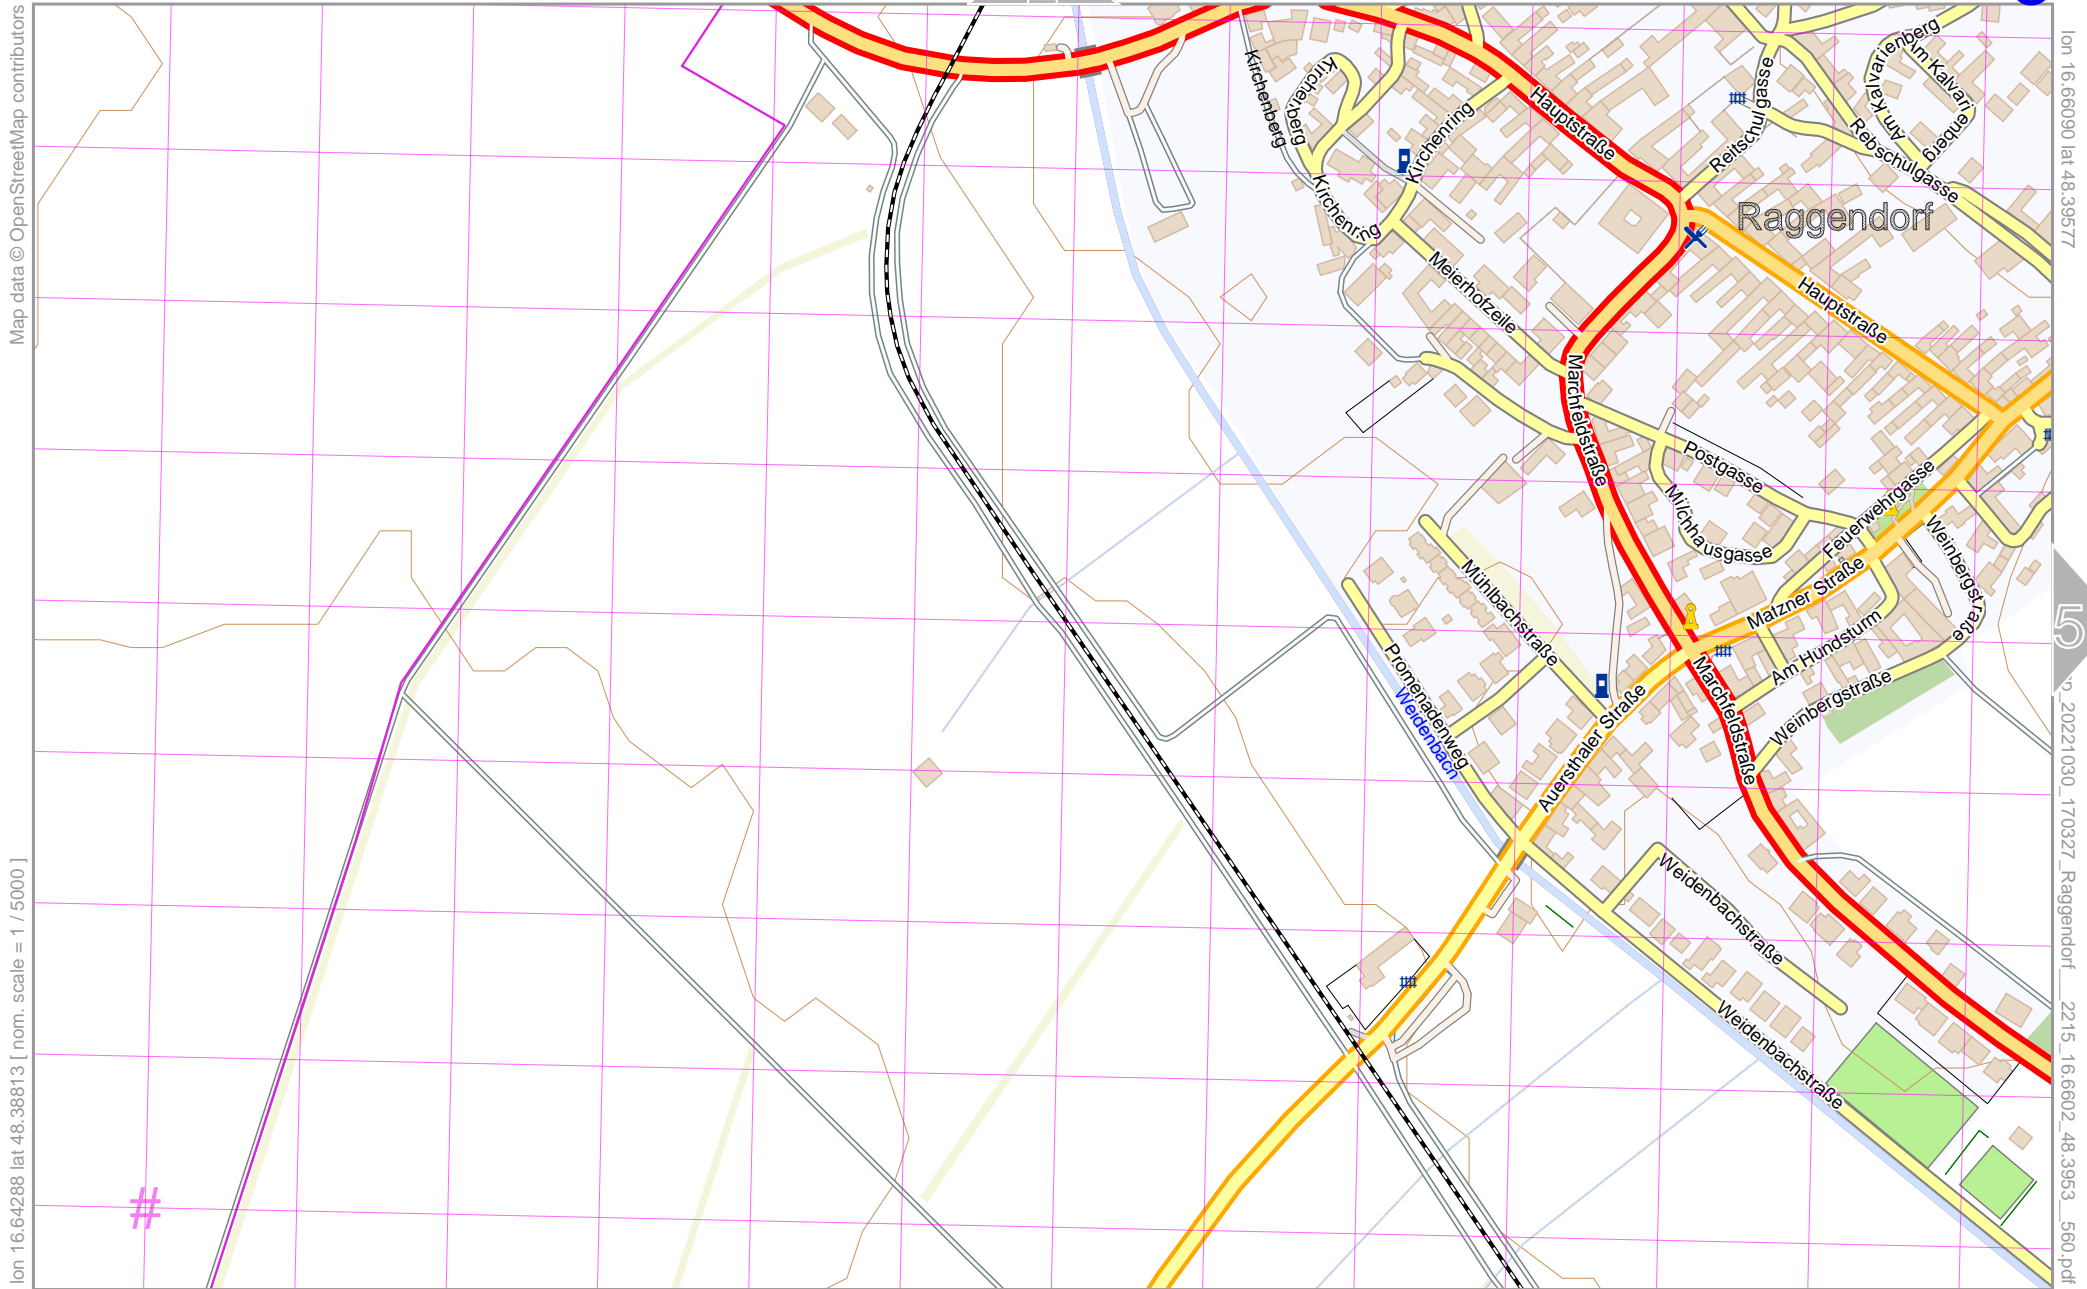 Map data © OpenStreetMap contributors
lon 16.64288 lat 48.38813 [ nom. scale = 1 / 5000 ]
lon 16.66090 lat 48.39577
p_20221030_170327_Raggendorf__2215_16.6602_48.3953__560.pdf
5
#
Raggendorf
Kirchenberg
Kirchenberg
Kirchenring
Kirchenring
Hauptstraße
Reitschulgasse
Am Kalvarienberg
Am Kalvarienberg
Rebschulgasse
Meierhofzeile
Hauptstraße
Marchfeldstraße
Postgasse
Milchhausgasse
Feuerwehrgasse
Weinbergstraße
Matzner Straße
Am Hundsturm
Weinbergstraße
Mühlbachstraße
Promenadenweg
Weidenbach
Auersthaler Straße
Marchfeldstraße
Weidenbachstraße
Weidenbachstraße